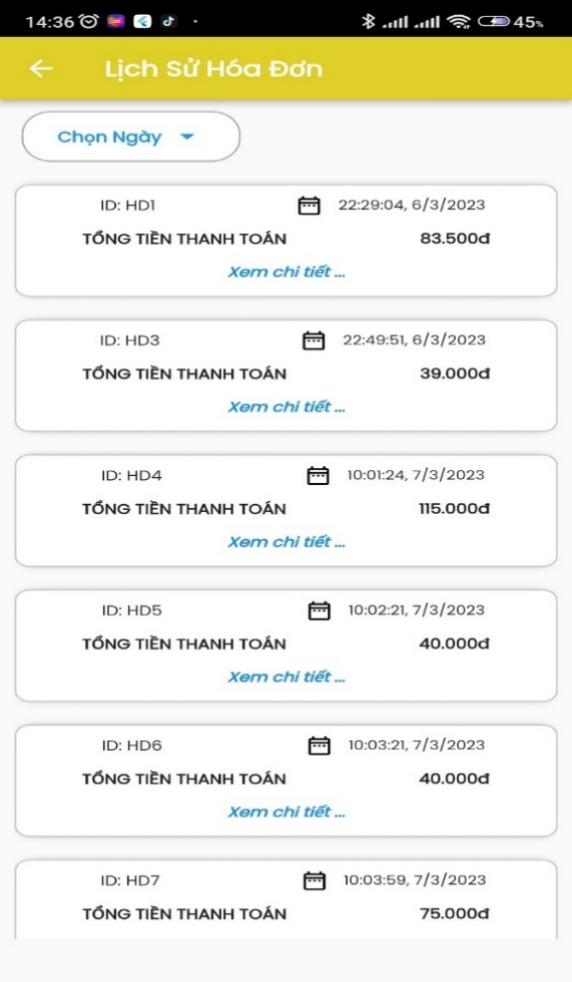 14:36 45%
Lịch Sử Hóa Đơn
Chọn Ngày
ID: HD1 22:29:04, 6/3/2023
TỔNG TIỀN THANH TOÁN 83.500đ
Xem chi tiết ...
ID: HD3 22:49:51, 6/3/2023
TỔNG TIỀN THANH TOÁN 39.000đ
Xem chi tiết ...
ID: HD4 10:01:24, 7/3/2023
TỔNG TIỀN THANH TOÁN 115.000đ
Xem chi tiết ...
ID: HD5 10:02:21, 7/3/2023
TỔNG TIỀN THANH TOÁN 40.000đ
Xem chi tiết ...
ID: HD6 10:03:21, 7/3/2023
TỔNG TIỀN THANH TOÁN 40.000đ
Xem chi tiết ...
ID: HD7 10:03:59, 7/3/2023
TỔNG TIỀN THANH TOÁN 75.000đ